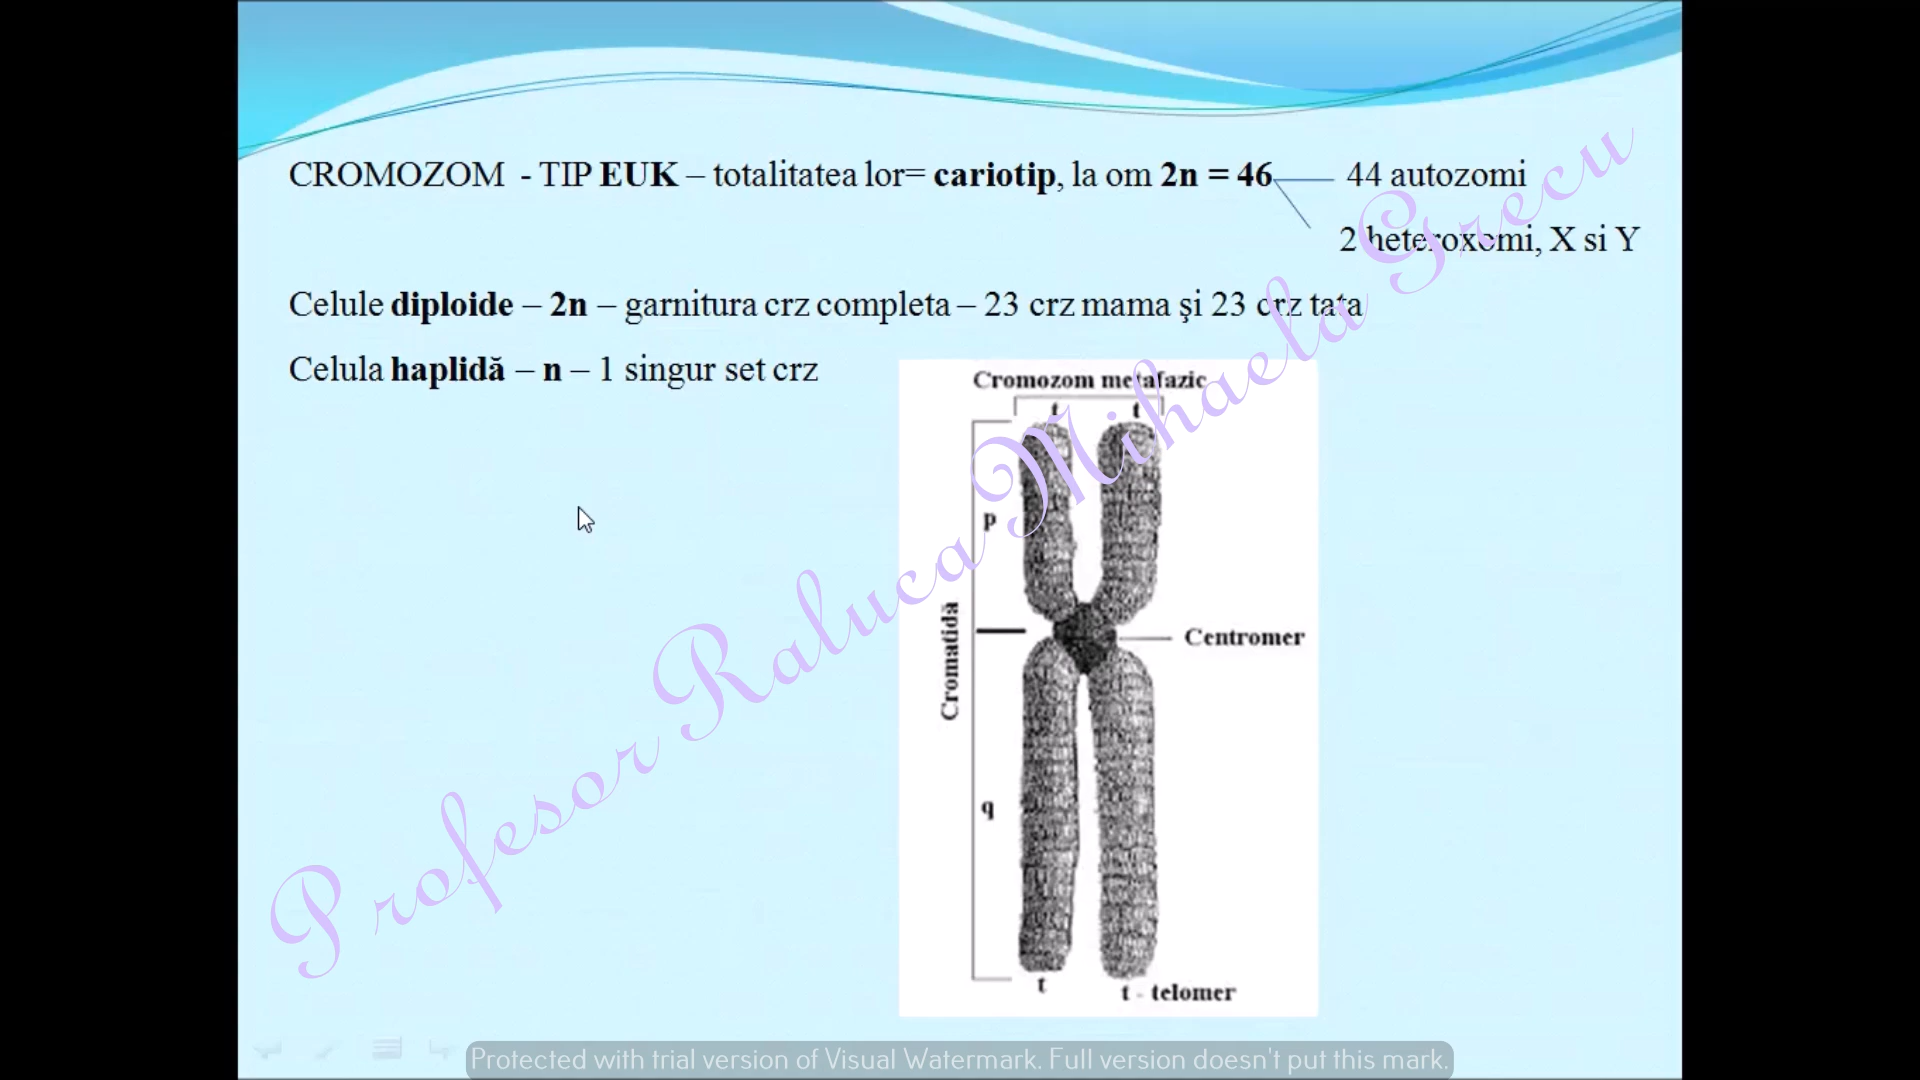 CROMOZOM - TIP EUK – totalitatea lor= cariotip, la om 2n = 46 44 autozomi
2 heteroxomi, X si Y
Celule diploide – 2n – garnitura crz completa – 23 crz mama şi 23 crz tata
Celula haplidă – n – 1 singur set crz
Cromozom metafazic
t t
p
Cromatidă
Centromer
q
t
t - telomer
Profesor Raluca Mihaela Grecu
Protected with trial version of Visual Watermark. Full version doesn't put this mark.